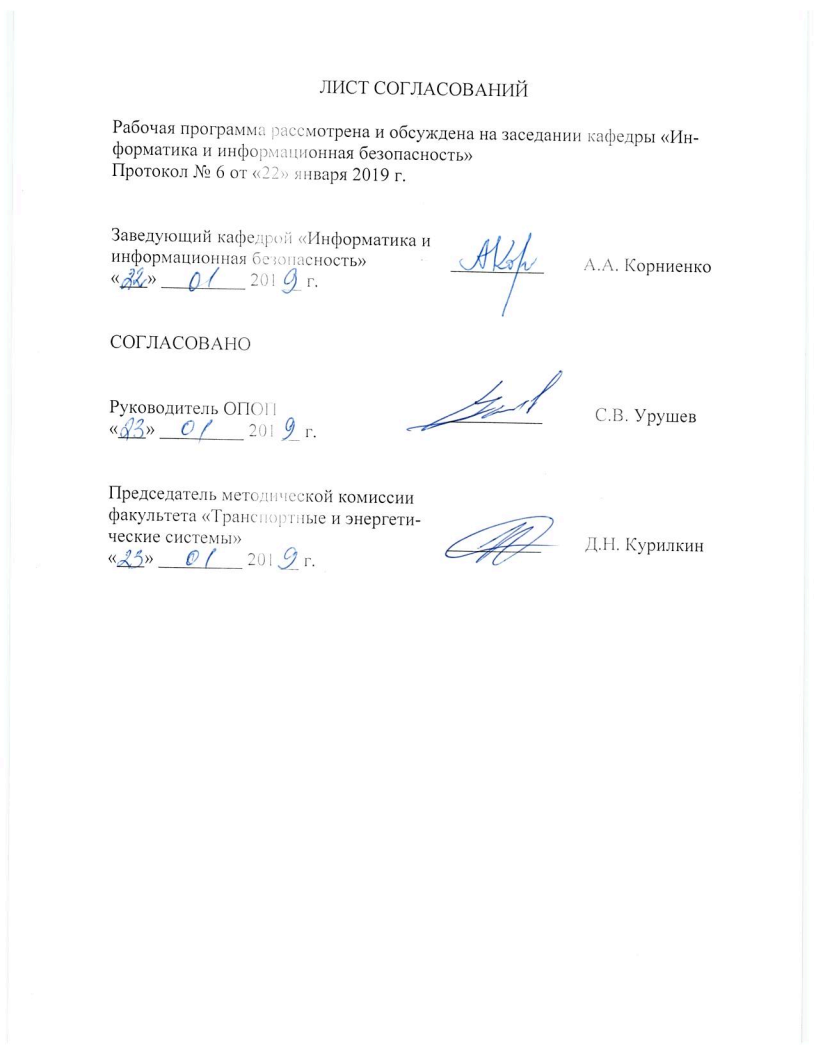 ЛИСТ СОГЛАСОВАНИЙ
Рабочая программа рассмотрена и обсуждена на заседании кафедры «Ин-
форматика и информационная безопасность»
Протокол № 6 от «22» января 2019 г.
Заведующий кафедрой «Информатика и
информационная безопасность» АКор А.А. Корниенко
«22» 01 2019 г.
СОГЛАСОВАНО
Руководитель ОПОП С.В. Урушев
«23» 01 2019 г.
Председатель методической комиссии
факультета «Транспортные и энергети-
ческие системы» Д.Н. Курилкин
«23» 01 2019 г.